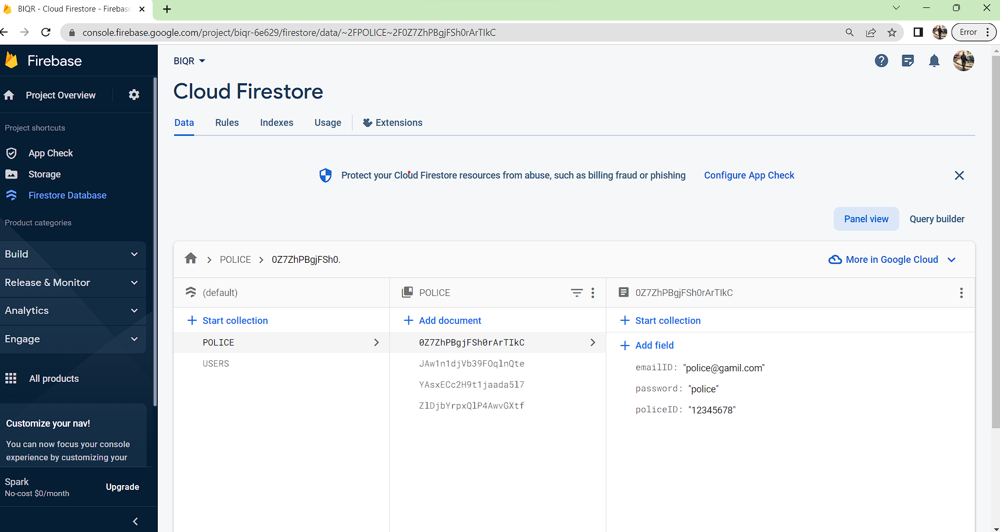 BIQR - Cloud Firestore - Firebase
console.firebase.google.com/project/biqr-6e629/firestore/data/~2FPOLICE~2F0Z7ZhPBgjFSh0rArTIkC
Error
Firebase
BIQR
Project Overview
Cloud Firestore
Data Rules Indexes Usage Extensions
Project shortcuts
App Check
Storage
Firestore Database
Protect your Cloud Firestore resources from abuse, such as billing fraud or phishing Configure App Check
Product categories
Panel view Query builder
Build
Release & Monitor
Analytics
Engage
All products
POLICE 0Z7ZhPBgjFSh0.
More in Google Cloud
(default)
Start collection
POLICE
USERS
POLICE
Add document
0Z7ZhPBgjFSh0rArTIkC
JAw1n1djVb39FOqlnQte
YAsxECc2H9t1jaada5l7
ZlDjbYrpxQlP4AwvGXtf
0Z7ZhPBgjFSh0rArTIkC
Start collection
Add field
emailID: "police@gamil.com"
password: "police"
policeID: "12345678"
Customize your nav!
You can now focus your console
experience by customizing your
Spark
No-cost $0/month
Upgrade